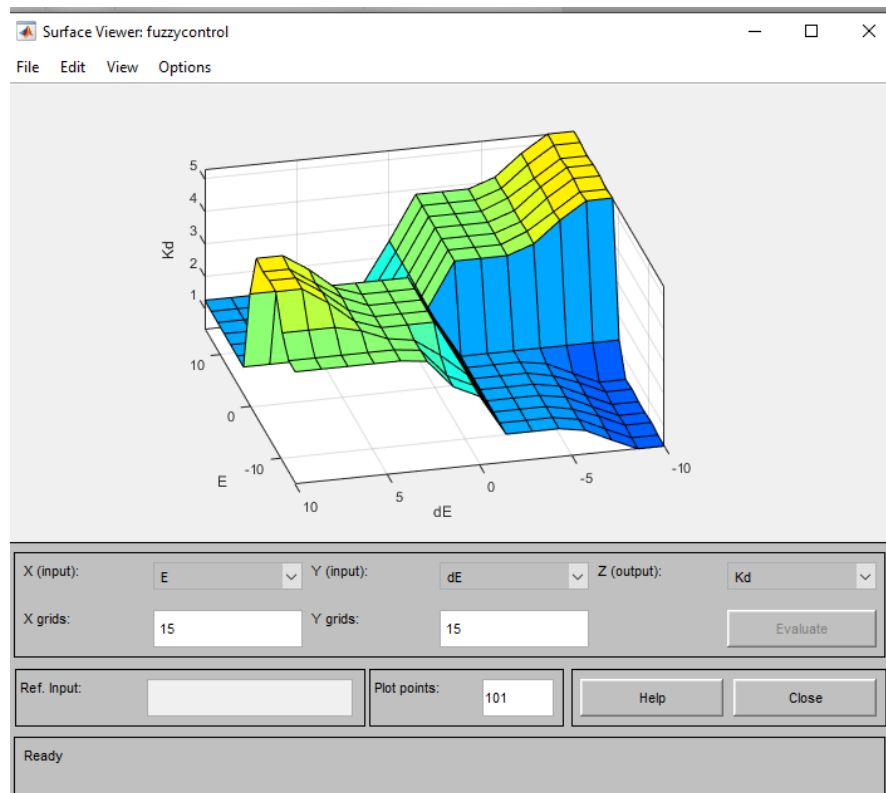 Surface Viewer: fuzzycontrol
File Edit View Options
5
4
3
2
1
Kd
10
0
-10
E
10
5
0
-5
-10
dE
X (input): E Y (input): dE Z (output): Kd
X grids: 15 Y grids: 15 Evaluate
Ref. Input: Plot points: 101 Help Close
Ready